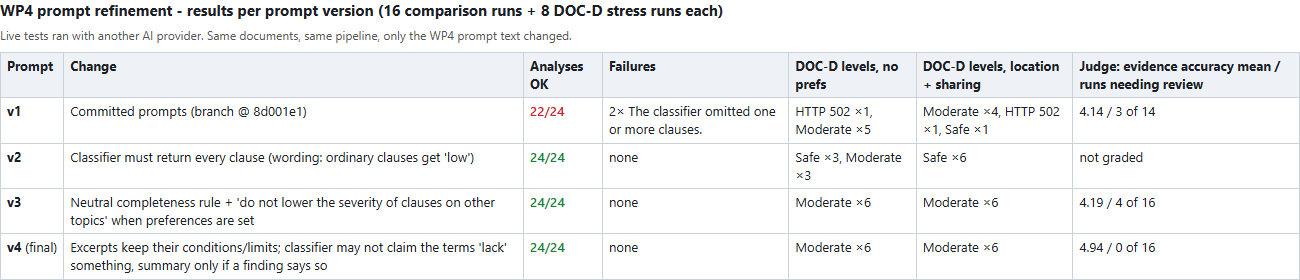 WP4 prompt refinement - results per prompt version (16 comparison runs + 8 DOC-D stress runs each)
Live tests ran with another AI provider. Same documents, same pipeline, only the WP4 prompt text changed.
Prompt
Change
Analyses
OK
Failures
DOC-D levels, no
prefs
DOC-D levels, location
+ sharing
Judge: evidence accuracy mean /
runs needing review
v1
Committed prompts (branch @ 8d001e1)
22/24
2× The classifier omitted one
or more clauses.
HTTP 502 ×1,
Moderate ×5
Moderate ×4, HTTP 502
×1, Safe ×1
4.14 / 3 of 14
v2
Classifier must return every clause (wording: ordinary clauses get 'low')
24/24
none
Safe ×3, Moderate
×3
Safe ×6
not graded
v3
Neutral completeness rule + 'do not lower the severity of clauses on other
topics' when preferences are set
24/24
none
Moderate ×6
Moderate ×6
4.19 / 4 of 16
v4 (final)
Excerpts keep their conditions/limits; classifier may not claim the terms 'lack'
something, summary only if a finding says so
24/24
none
Moderate ×6
Moderate ×6
4.94 / 0 of 16